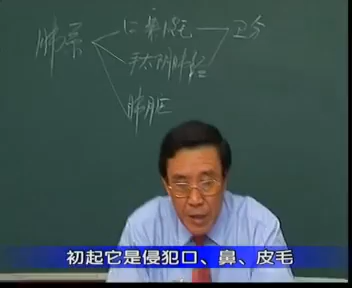 肺系
口鼻皮毛
卫分
手太阴肺经
肺脏
初起它是侵犯口、鼻、皮毛